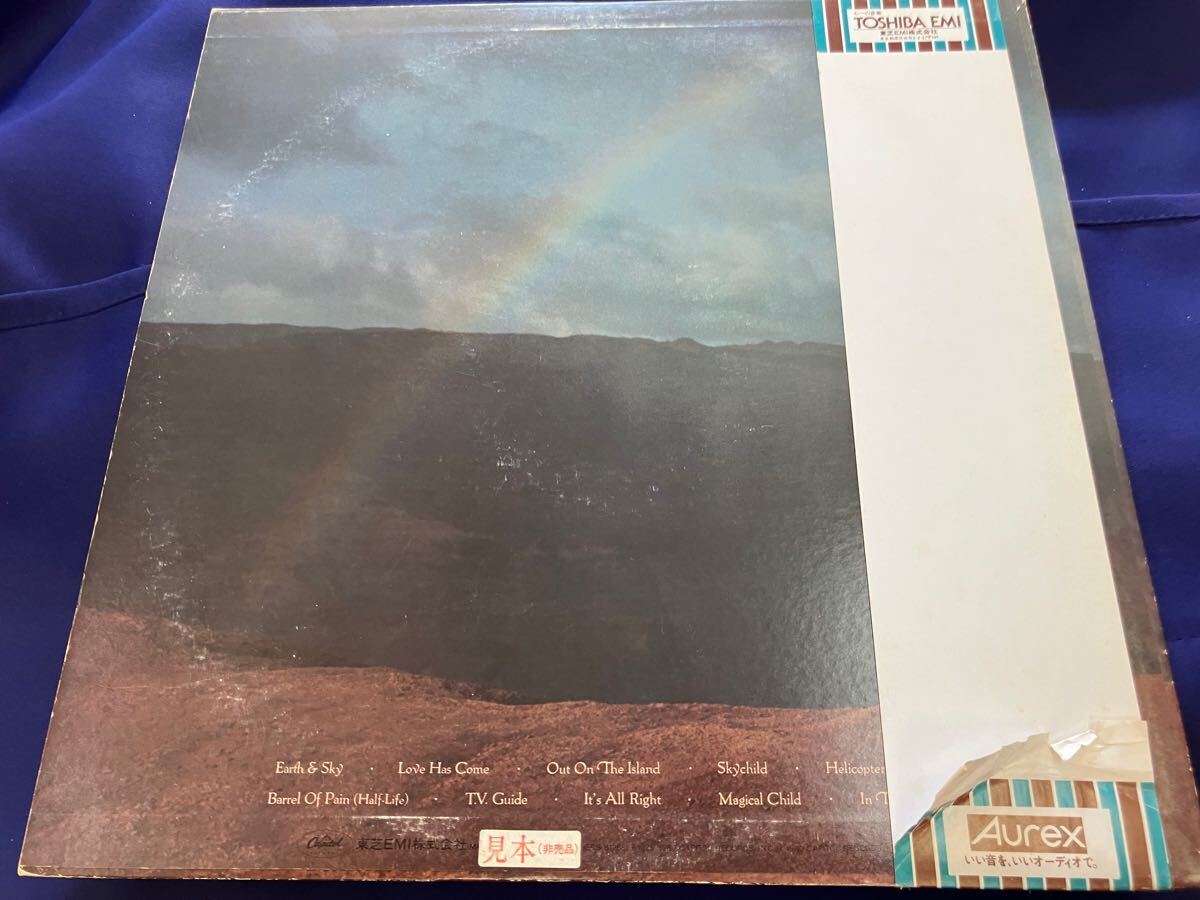 TOSHIBA EMI
東芝EMI株式会社
Earth & Sky · Love Has Come · Out On The Island · Skychild · Helicopter
Barrel Of Pain (Half-Life) · T.V. Guide · It's All Right · Magical Child · In T
Capitol 東芝EMI株式会社
見本(非売品)
Aurex
いい音を、いいオーディオで。